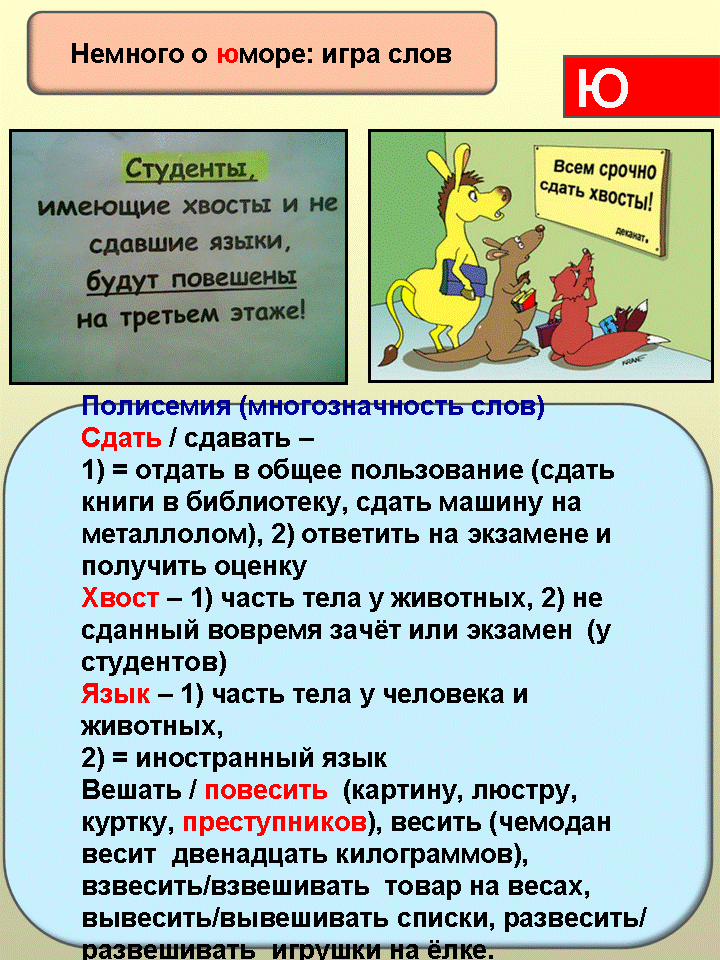 Немного о юморе: игра слов
Ю
Студенты,
имеющие хвосты и не
сдавшие языки,
будут повешены
на третьем этаже!
Всем срочно
сдать хвосты!
деканат.
Полисемия (многозначность слов)
Сдать / сдавать –
1) = отдать в общее пользование (сдать
книги в библиотеку, сдать машину на
металлолом), 2) ответить на экзамене и
получить оценку
Хвост – 1) часть тела у животных, 2) не
сданный вовремя зачёт или экзамен (у
студентов)
Язык – 1) часть тела у человека и
животных,
2) = иностранный язык
Вешать / повесить (картину, люстру,
куртку, преступников), весить (чемодан
весит двенадцать килограммов),
взвесить/взвешивать товар на весах,
вывесить/вывешивать списки, развесить/
развешивать игрушки на ёлке.